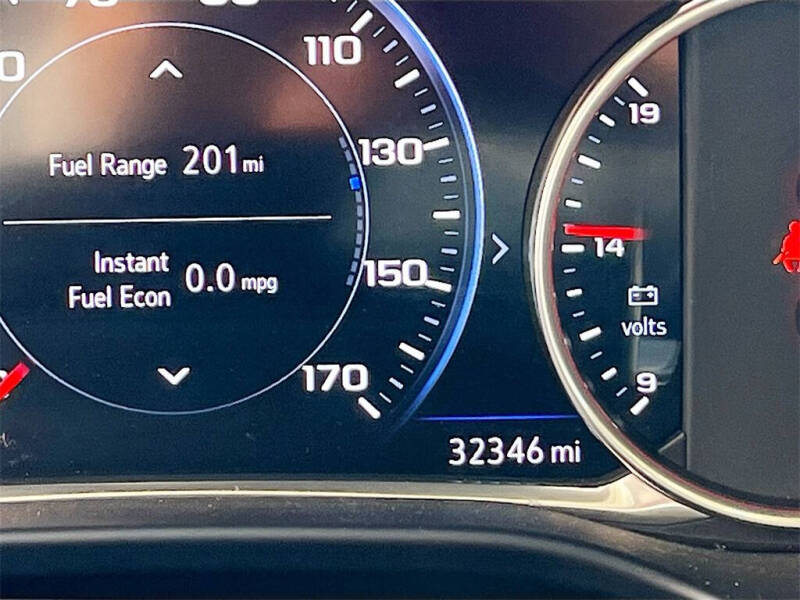 110
19
130
Fuel Range 201 mi
14
Instant
Fuel Econ 0.0 mpg
150
volts
170
9
32346 mi